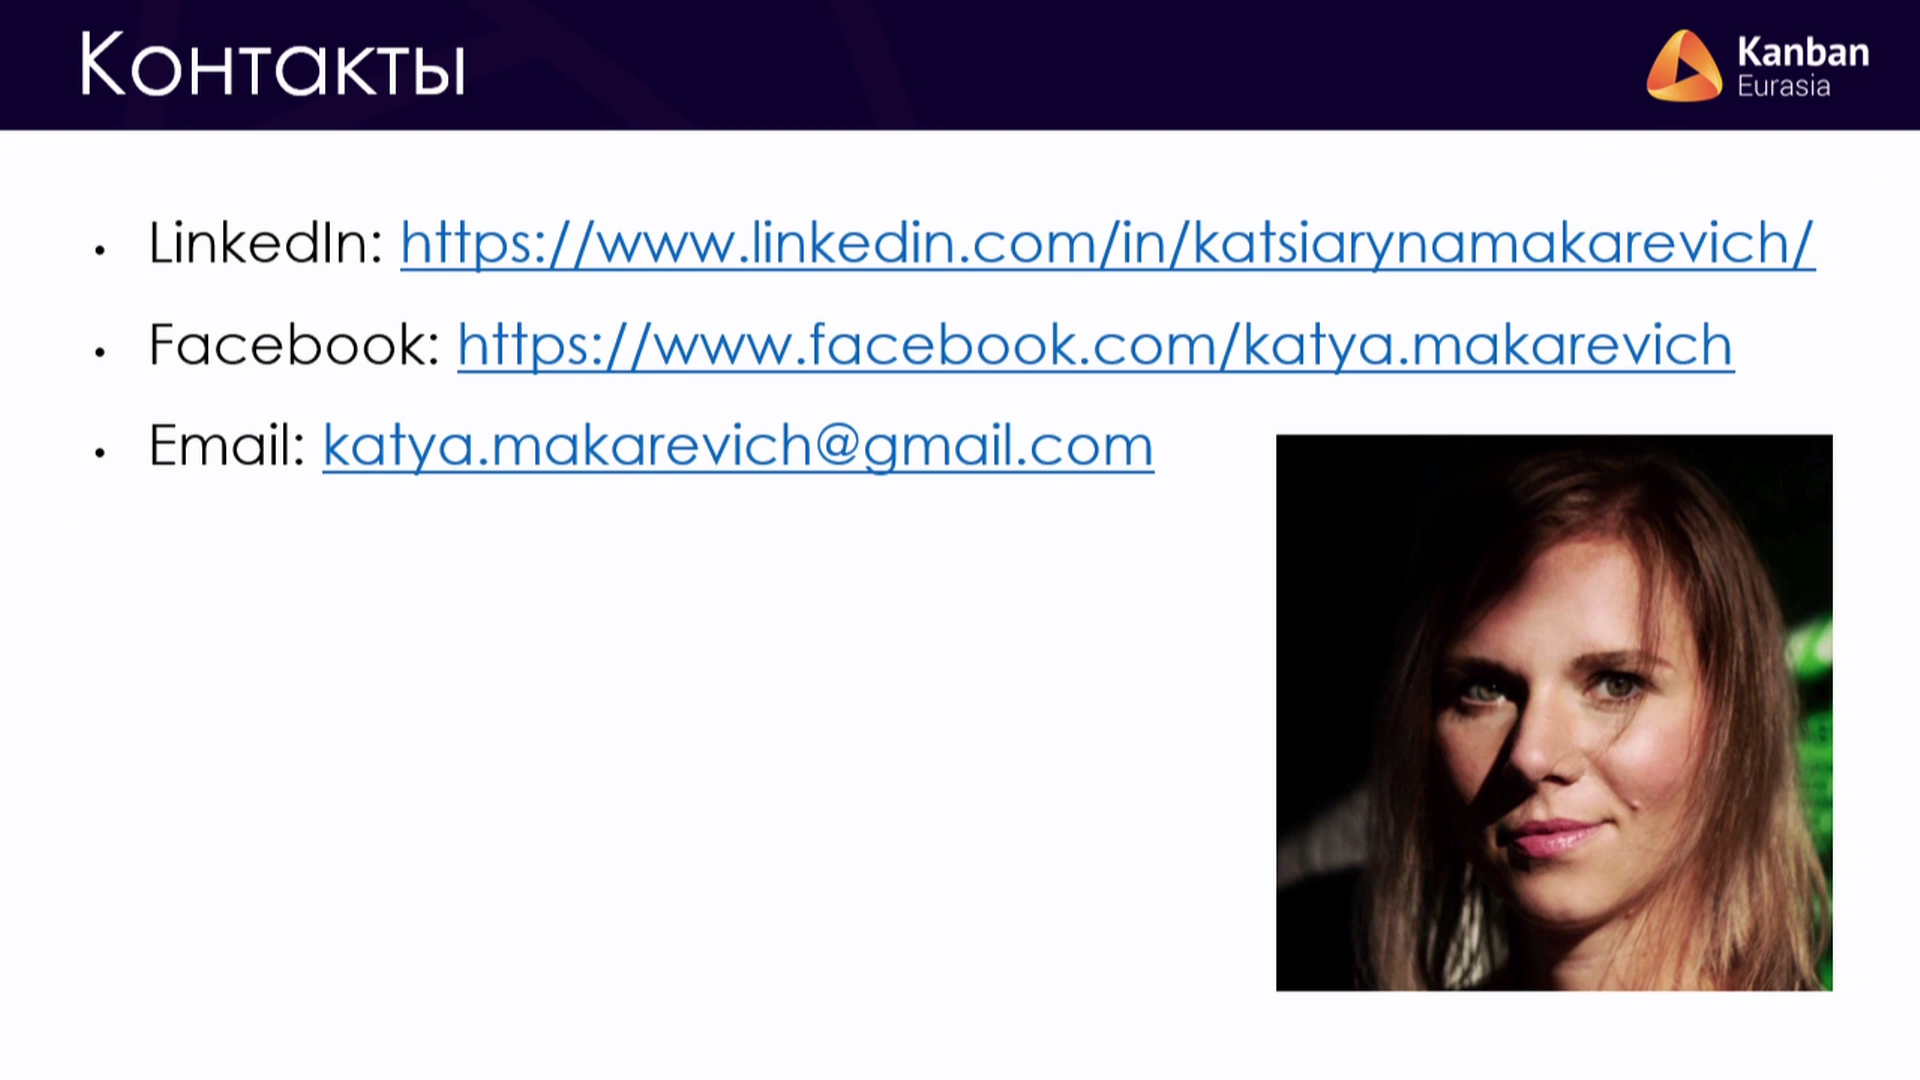 Контакты
Kanban
Eurasia
• LinkedIn: https://www.linkedin.com/in/katsiarynamakarevich/
• Facebook: https://www.facebook.com/katya.makarevich
• Email: katya.makarevich@gmail.com